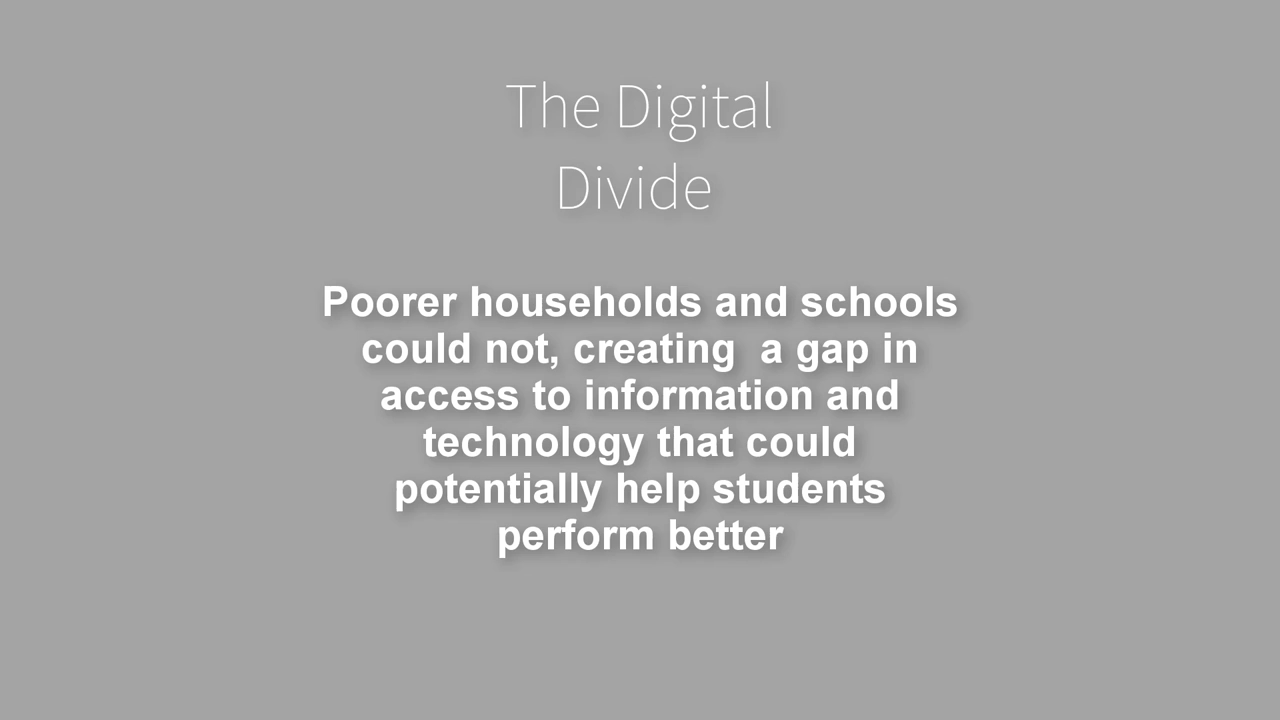 The Digital
Divide
Poorer households and schools
could not, creating  a gap in
access to information and
technology that could
potentially help students
perform better